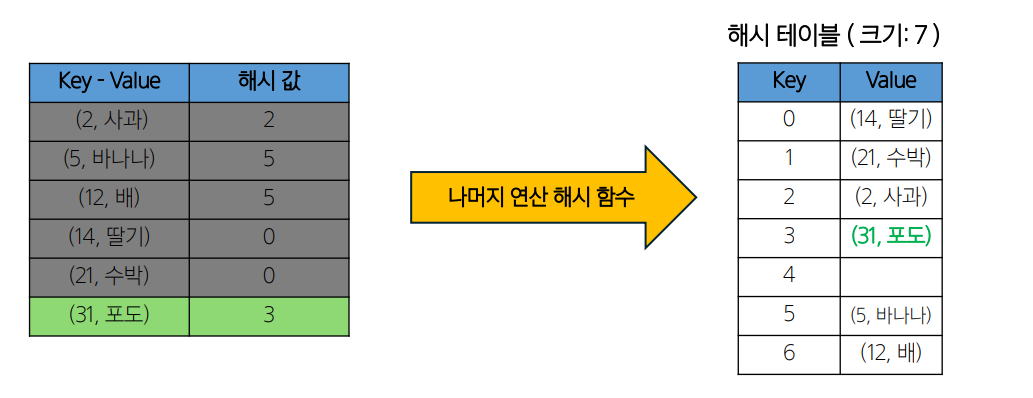 해시 테이블 ( 크기: 7 )
Key - Value 해시 값
(2, 사과) 2
(5, 바나나) 5
(12, 배) 5
(14, 딸기) 0
(21, 수박) 0
(31, 포도) 3
나머지 연산 해시 함수
Key Value
0 (14, 딸기)
1 (21, 수박)
2 (2, 사과)
3 (31, 포도)
4
5 (5, 바나나)
6 (12, 배)